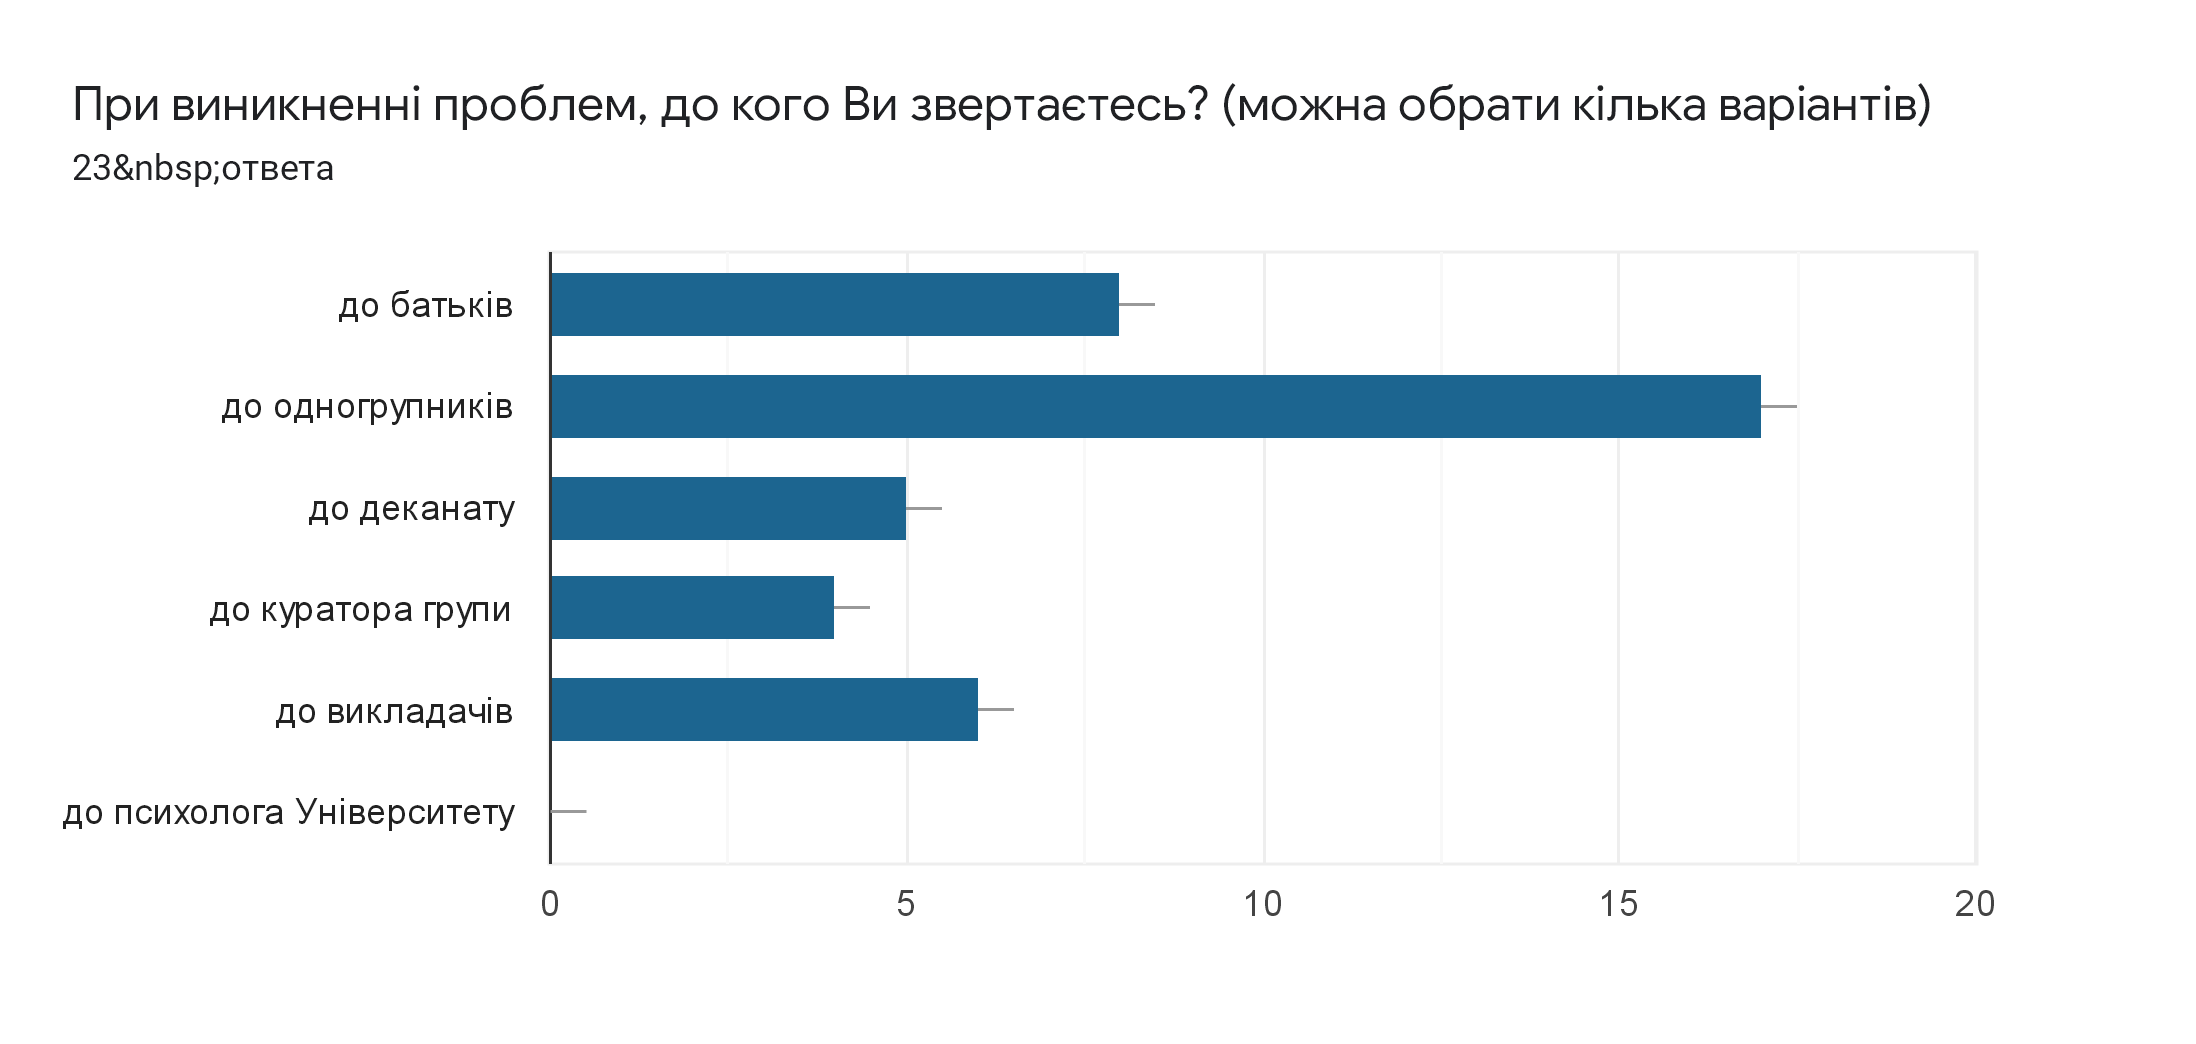 При виникненні проблем, до кого Ви звертаєтесь? (можна обрати кілька варіантів)
23&nbsp;ответа
до батьків
до одногрупників
до деканату
до куратора групи
до викладачів
до психолога Університету
0 5 10 15 20